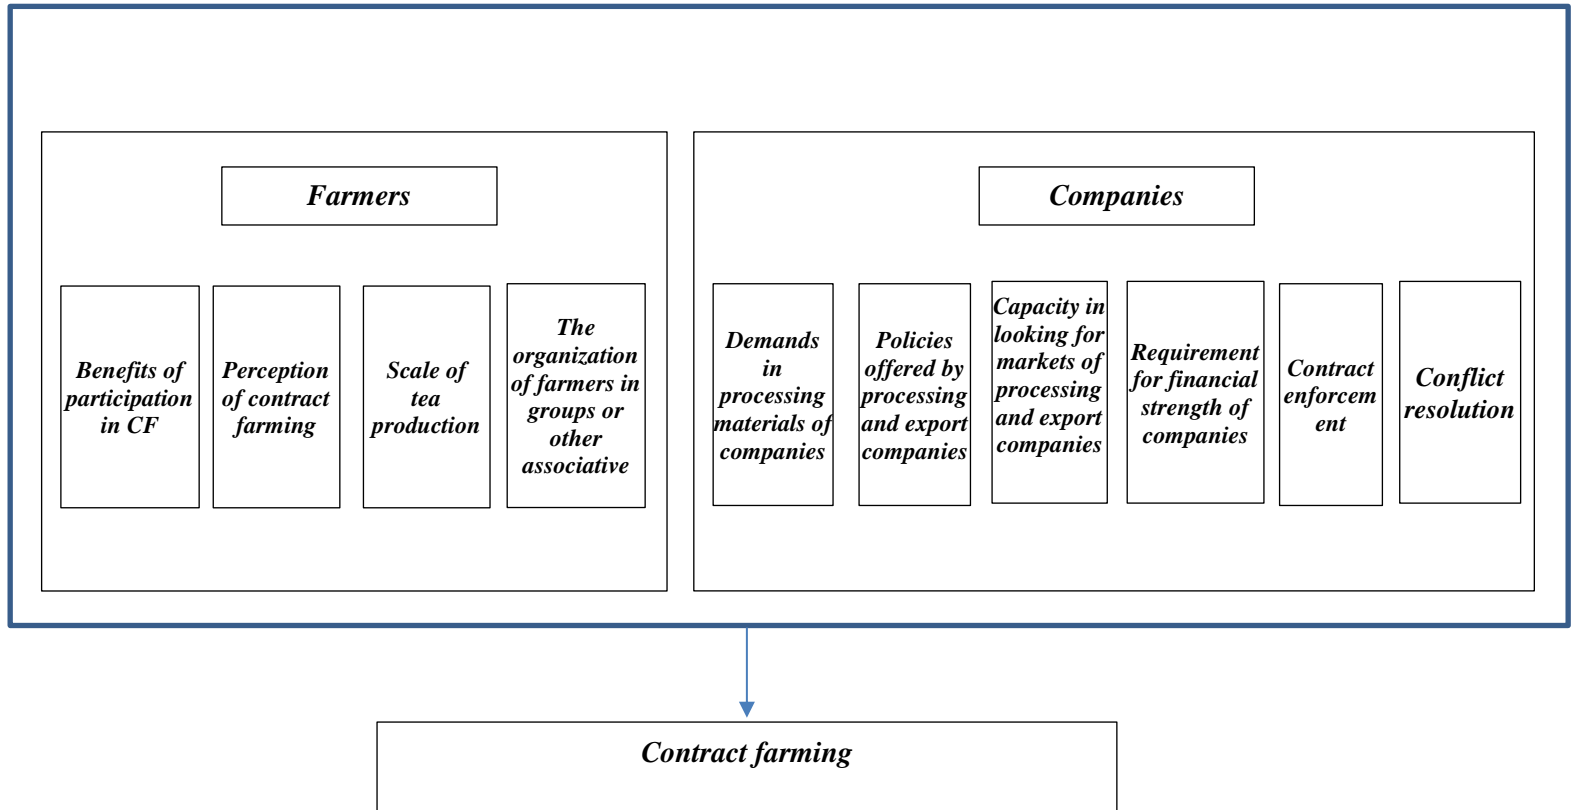 Farmers
Companies
Benefits of
participation
in CF
Perception
of contract
farming
Scale of
tea
production
The
organization
of farmers in
groups or
other
associative
Demands
in
processing
materials of
companies
Policies
offered by
processing
and export
companies
Capacity in
looking for
markets of
processing
and export
companies
Requirement
for financial
strength of
companies
Contract
enforcem
ent
Conflict
resolution
Contract farming